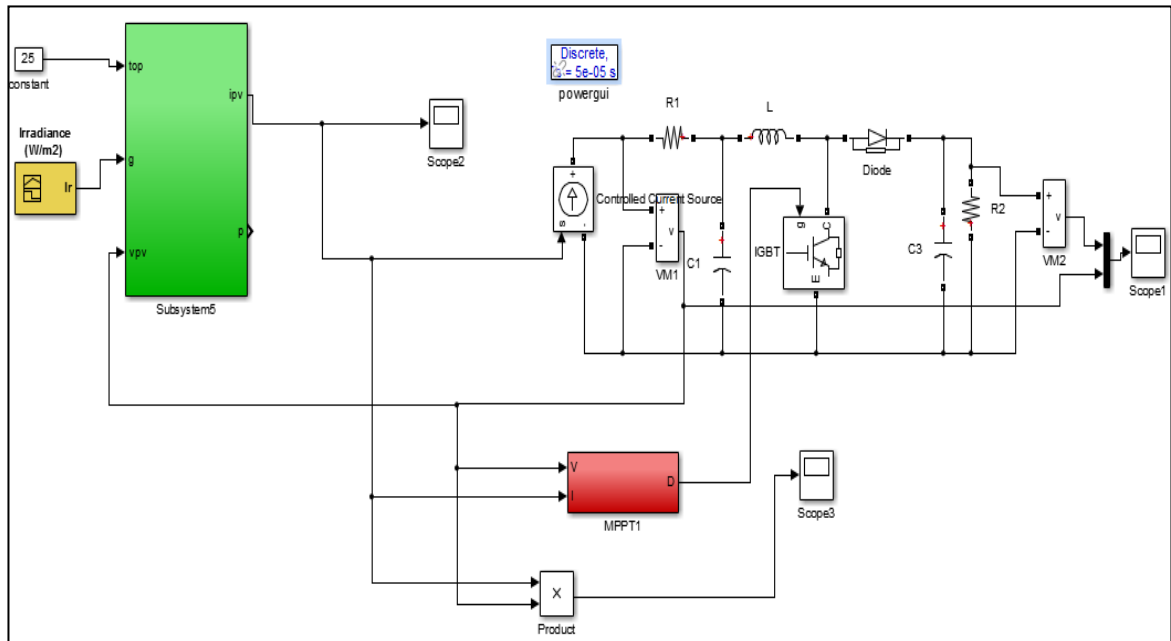 25
constant
Irradiance
(W/m2)
Ir
top
g
vpv
ipv
p
Subsystem5
Scope2
Discrete,
= 5e-05 s
powergui
R1
L
Diode
+
s
-
Controlled Current Source
+
-
v
VM1
C1
g
C
E
IGBT
C3
R2
+
-
v
VM2
Scope1
V
I
D
MPPT1
Scope3
X
Product